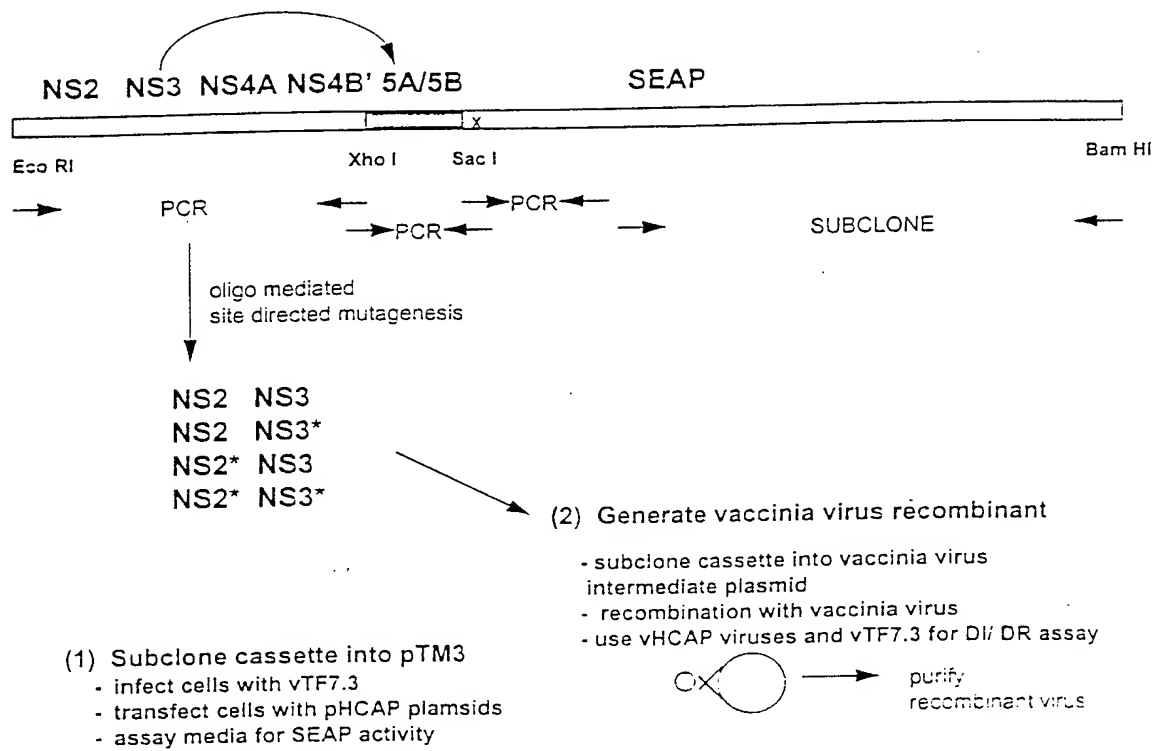 NS2 NS3 NS4A NS4B' 5A/5B SEAP
x
Eco RI Xho I Sac I Bam HI
PCR PCR
PCR SUBCLONE
oligo mediated
site directed mutagenesis
NS2 NS3
NS2 NS3*
NS2* NS3
NS2* NS3*
(2) Generate vaccinia virus recombinant
- subclone cassette into vaccinia virus
intermediate plasmid
- recombination with vaccinia virus
- use vHCAP viruses and vTF7.3 for DI/ DR assay
purify
recombinant virus
(1) Subclone cassette into pTM3
- infect cells with vTF7.3
- transfect cells with pHCAP plamsids
- assay media for SEAP activity